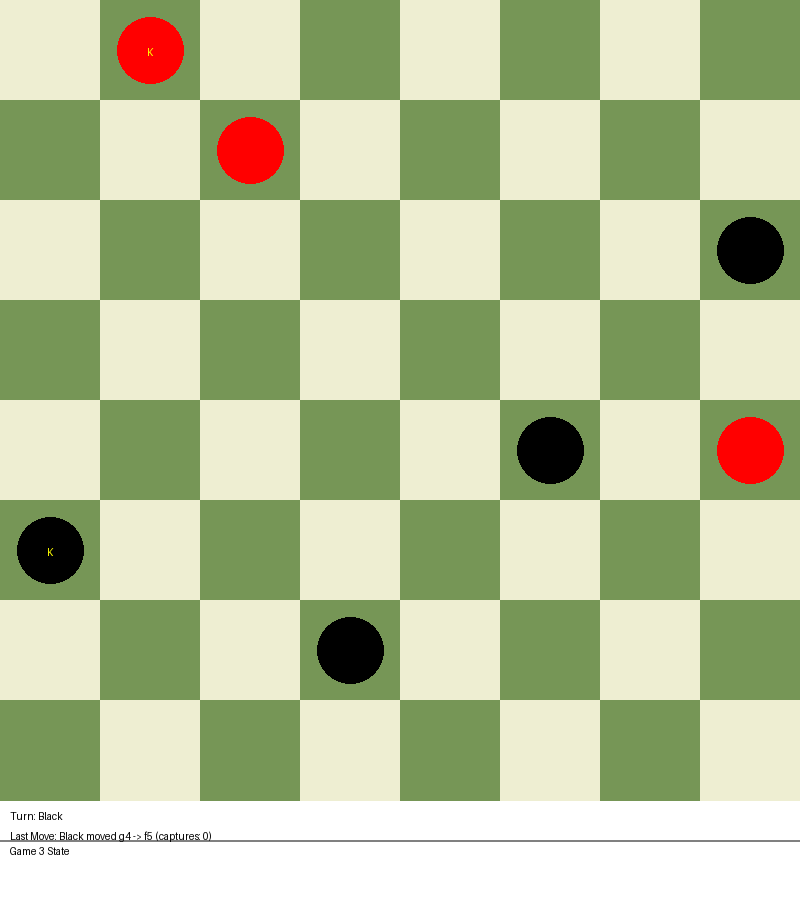 K
K
Turn: Black
Last Move: Black moved g4 -> f5 (captures: 0)
Game 3 State